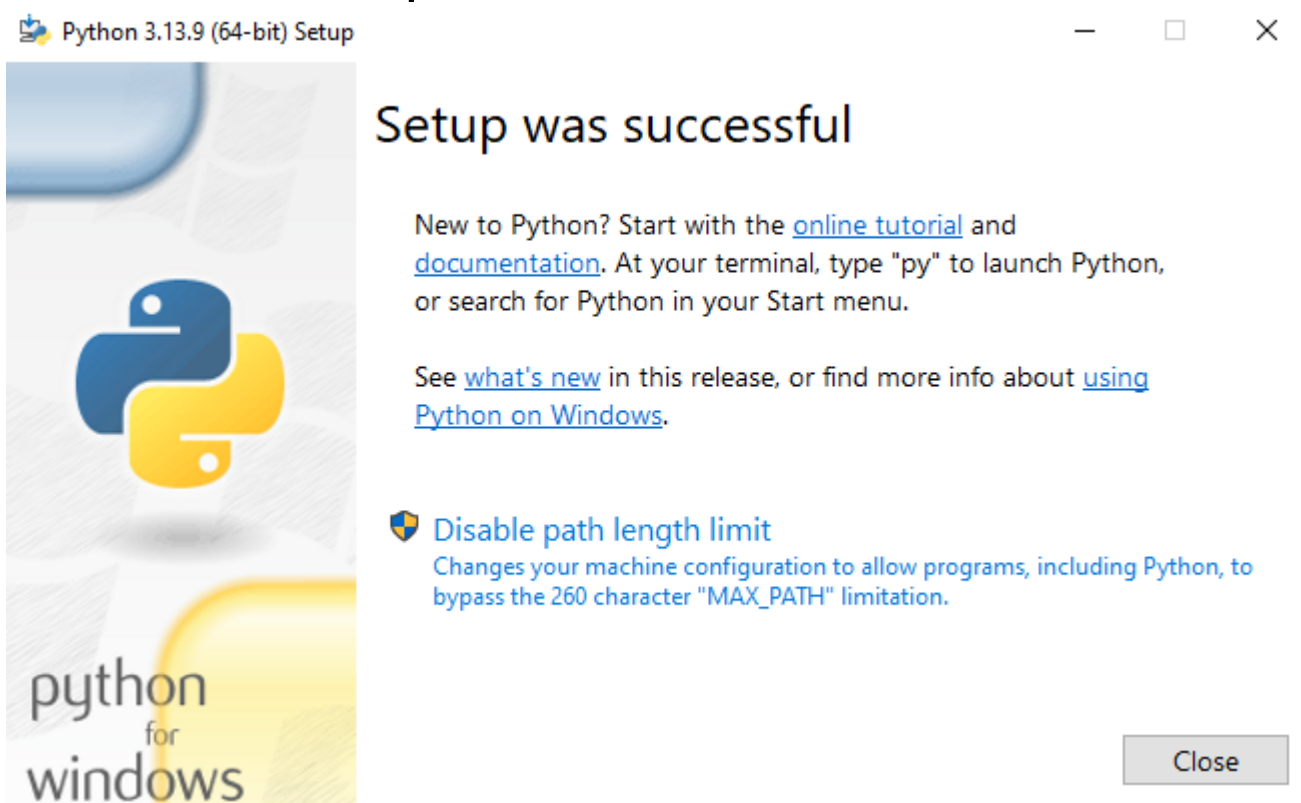 Python 3.13.9 (64-bit) Setup
Setup was successful
New to Python? Start with the online tutorial and
documentation. At your terminal, type "py" to launch Python,
or search for Python in your Start menu.
See what's new in this release, or find more info about using
Python on Windows.
Disable path length limit
Changes your machine configuration to allow programs, including Python, to
bypass the 260 character "MAX_PATH" limitation.
python
for
windows
Close